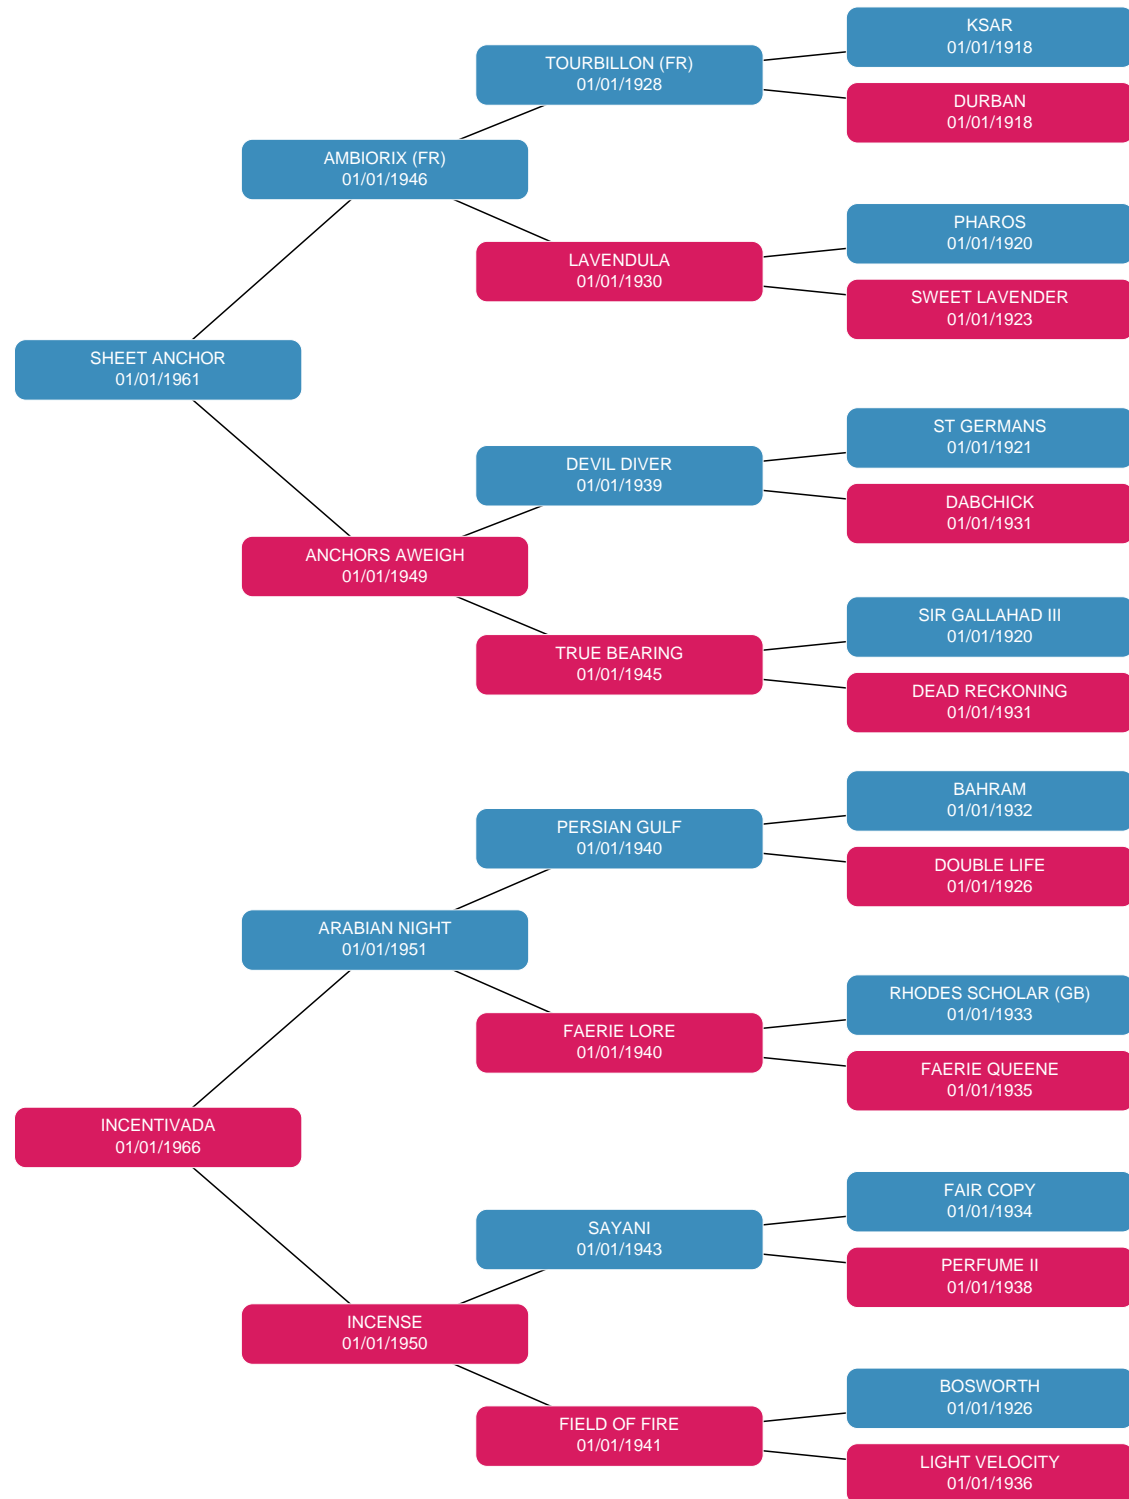 KSAR
01/01/1918
TOURBILLON (FR)
01/01/1928
DURBAN
01/01/1918
AMBIORIX (FR)
01/01/1946
PHAROS
01/01/1920
LAVENDULA
01/01/1930
SWEET LAVENDER
01/01/1923
SHEET ANCHOR
01/01/1961
ST GERMANS
01/01/1921
DEVIL DIVER
01/01/1939
DABCHICK
01/01/1931
ANCHORS AWEIGH
01/01/1949
SIR GALLAHAD III
01/01/1920
TRUE BEARING
01/01/1945
DEAD RECKONING
01/01/1931
BAHRAM
01/01/1932
PERSIAN GULF
01/01/1940
DOUBLE LIFE
01/01/1926
ARABIAN NIGHT
01/01/1951
RHODES SCHOLAR (GB)
01/01/1933
FAERIE LORE
01/01/1940
FAERIE QUEENE
01/01/1935
INCENTIVADA
01/01/1966
FAIR COPY
01/01/1934
SAYANI
01/01/1943
PERFUME II
01/01/1938
INCENSE
01/01/1950
BOSWORTH
01/01/1926
FIELD OF FIRE
01/01/1941
LIGHT VELOCITY
01/01/1936